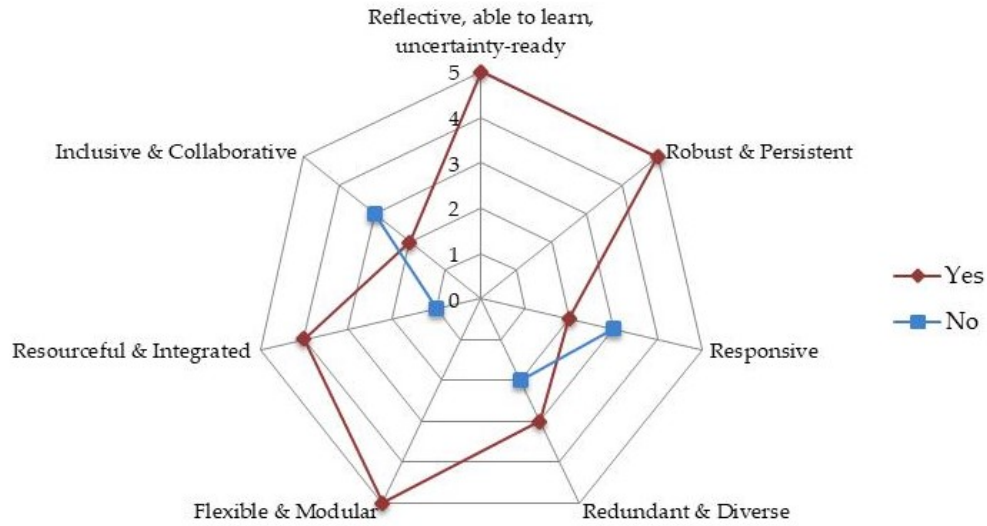 Reflective, able to learn,
uncertainty-ready
5
4
3
2
1
0
Inclusive & Collaborative
Robust & Persistent
Resourceful & Integrated
Responsive
Flexible & Modular
Redundant & Diverse
Yes
No